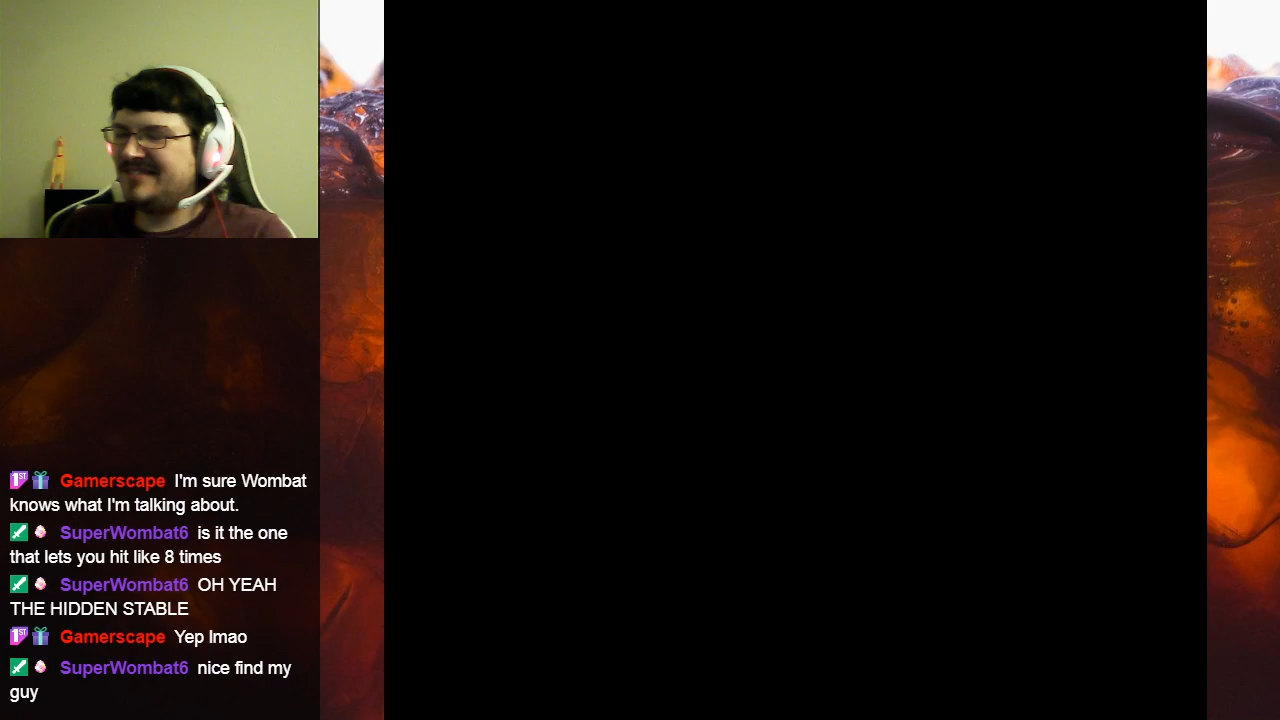 Gamerscape I'm sure Wombat
knows what I'm talking about.
SuperWombat6 is it the one
that lets you hit like 8 times
SuperWombat6 OH YEAH
THE HIDDEN STABLE
Gamerscape Yep lmao
SuperWombat6 nice find my
guy